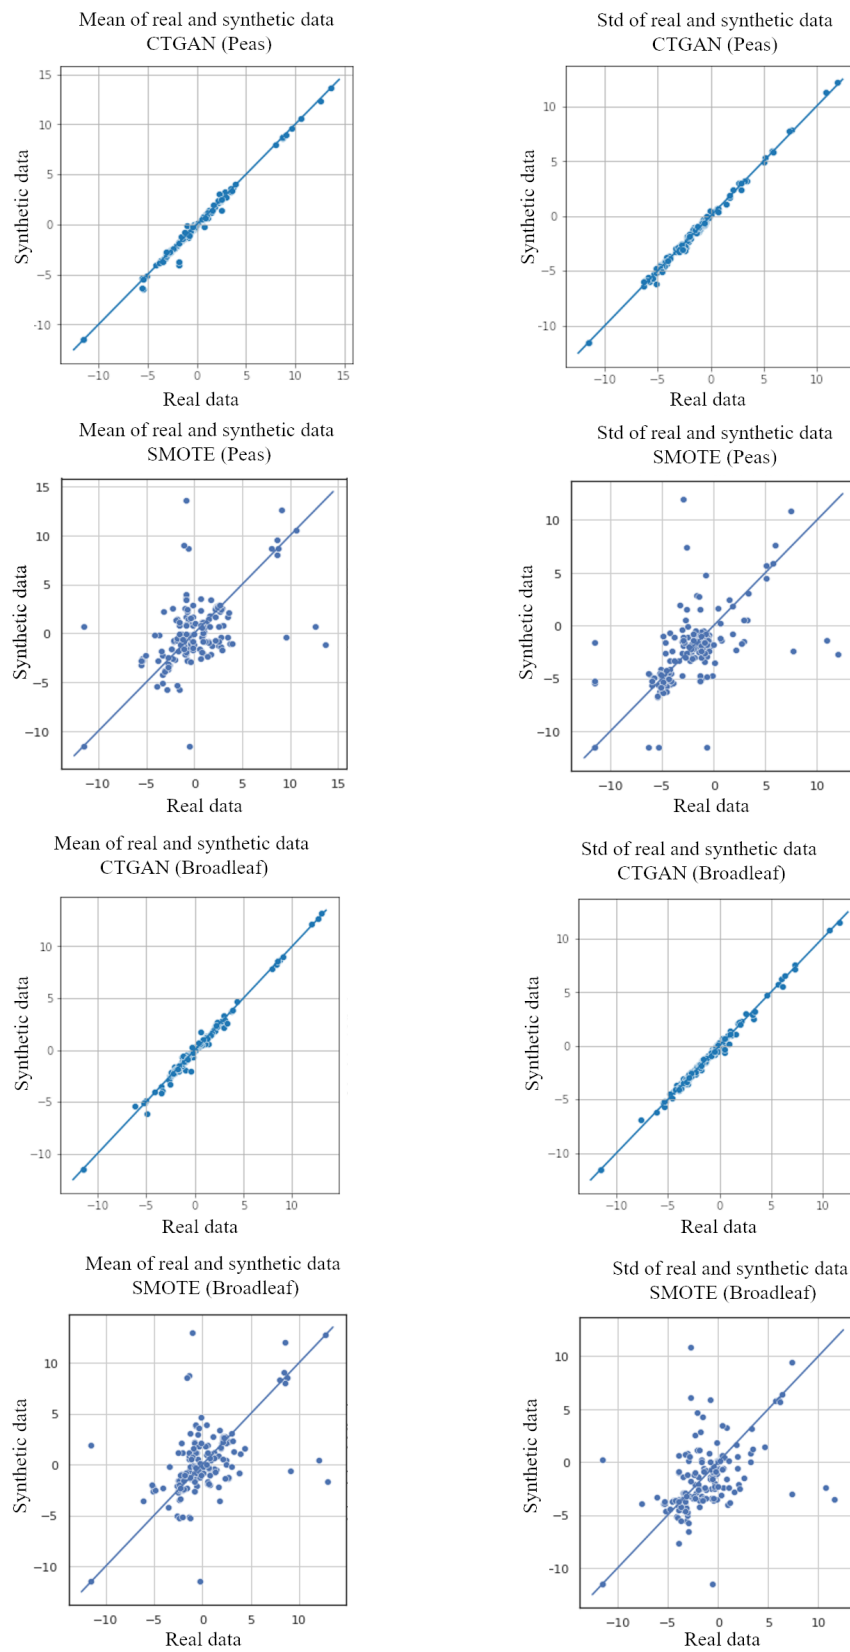 Mean of real and synthetic data
CTGAN (Peas)
Std of real and synthetic data
CTGAN (Peas)
15
10
5
0
-5
-10
Synthetic data
-10
-5
0
5
10
15
Real data
10
5
0
-5
-10
Synthetic data
-10
-5
0
5
10
Real data
Mean of real and synthetic data
SMOTE (Peas)
Std of real and synthetic data
SMOTE (Peas)
15
10
5
0
-5
-10
Synthetic data
-10
-5
0
5
10
15
Real data
10
5
0
-5
-10
Synthetic data
-10
-5
0
5
10
Real data
Mean of real and synthetic data
CTGAN (Broadleaf)
Std of real and synthetic data
CTGAN (Broadleaf)
10
5
0
-5
-10
Synthetic data
-10
-5
0
5
10
Real data
10
5
0
-5
-10
Synthetic data
-10
-5
0
5
10
Real data
Mean of real and synthetic data
SMOTE (Broadleaf)
Std of real and synthetic data
SMOTE (Broadleaf)
10
5
0
-5
-10
Synthetic data
-10
-5
0
5
10
Real data
10
5
0
-5
-10
Synthetic data
-10
-5
0
5
10
Real data